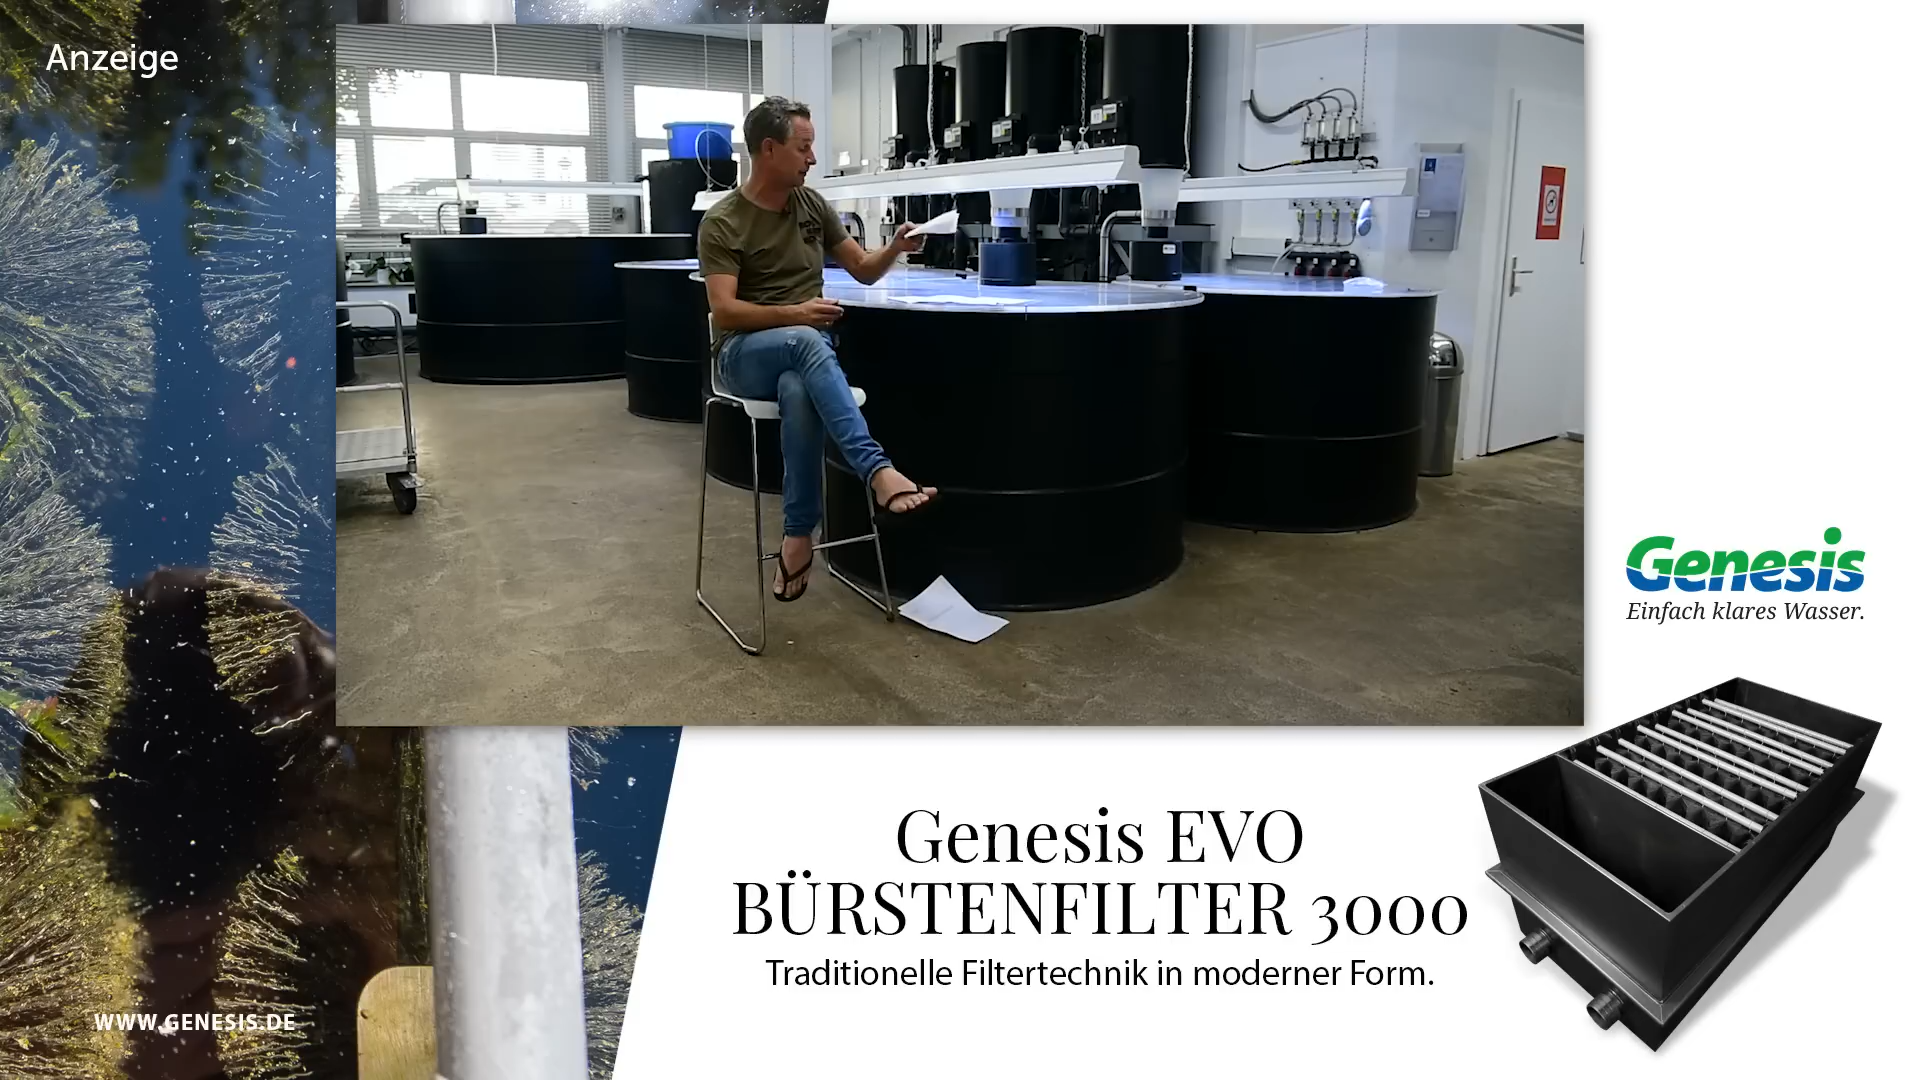 Anzeige
Genesis
Einfach klares Wasser.
Genesis EVO
BÜRSTENFILTER 3000
Traditionelle Filtertechnik in moderner Form.
WWW.GENESIS.DE